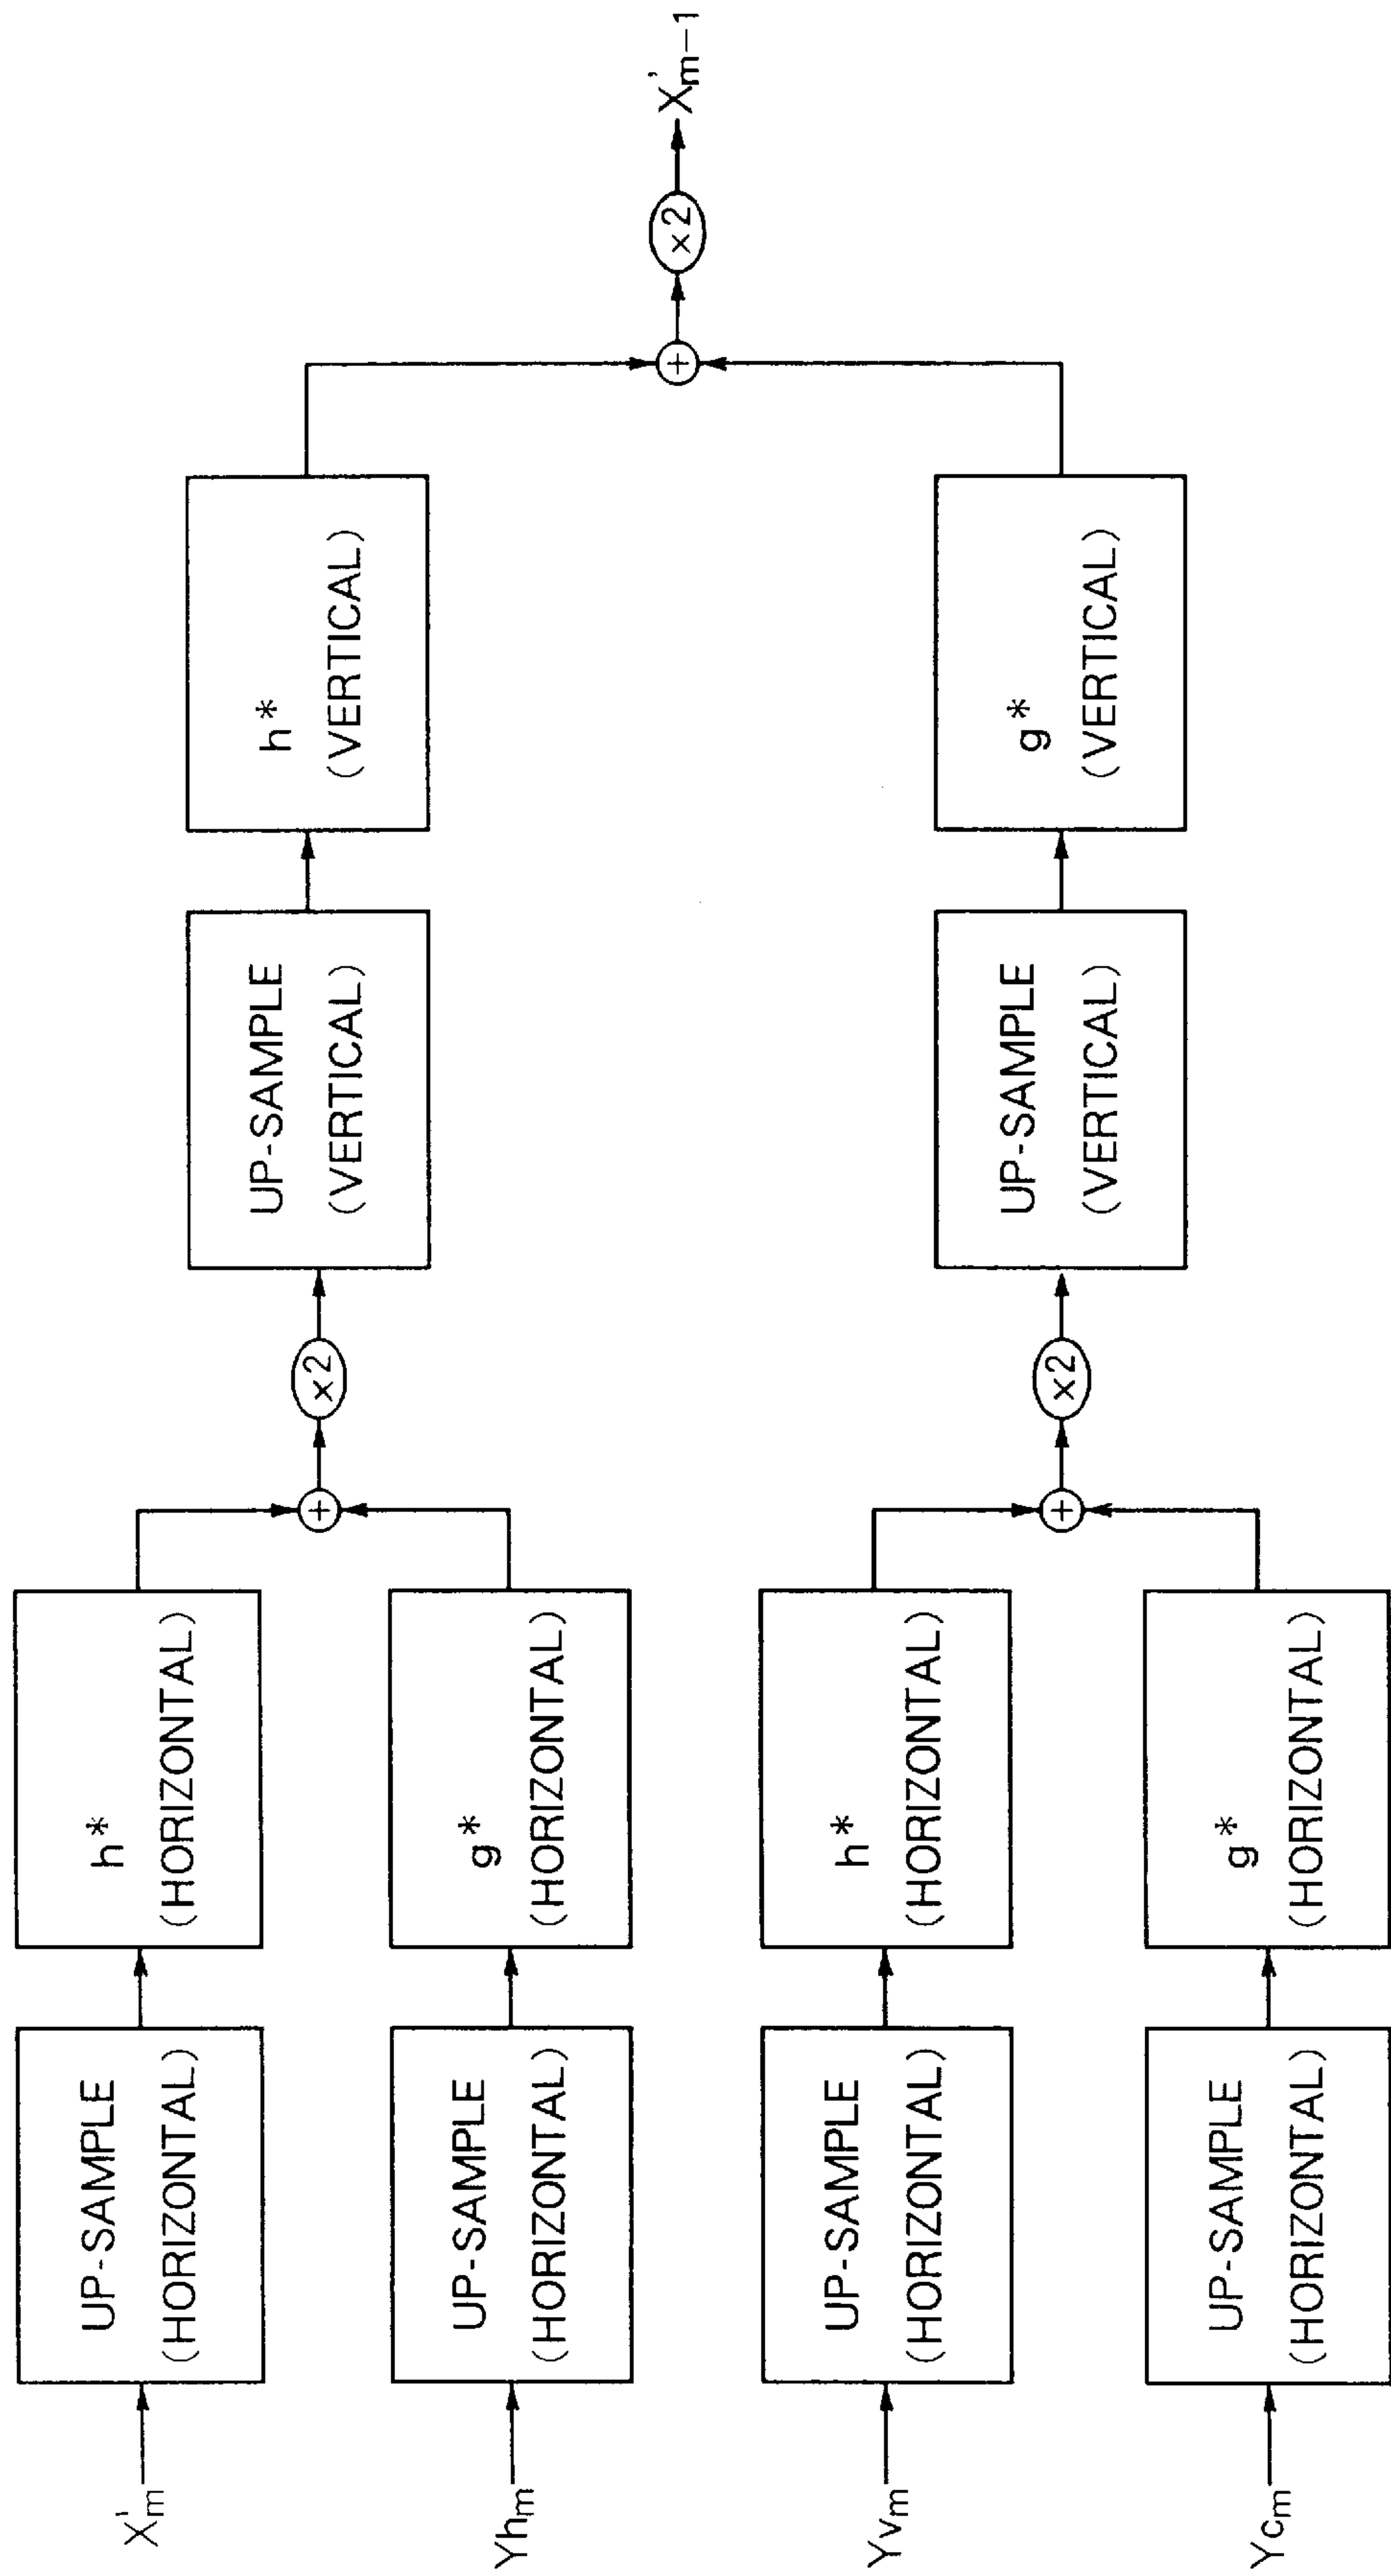 X'm
UP-SAMPLE
(HORIZONTAL)
h*
(HORIZONTAL)
Yhm
UP-SAMPLE
(HORIZONTAL)
g*
(HORIZONTAL)
+
×2
UP-SAMPLE
(VERTICAL)
h*
(VERTICAL)
Yvm
UP-SAMPLE
(HORIZONTAL)
h*
(HORIZONTAL)
Ycm
UP-SAMPLE
(HORIZONTAL)
g*
(HORIZONTAL)
+
×2
UP-SAMPLE
(VERTICAL)
g*
(VERTICAL)
+
×2
X'm-1